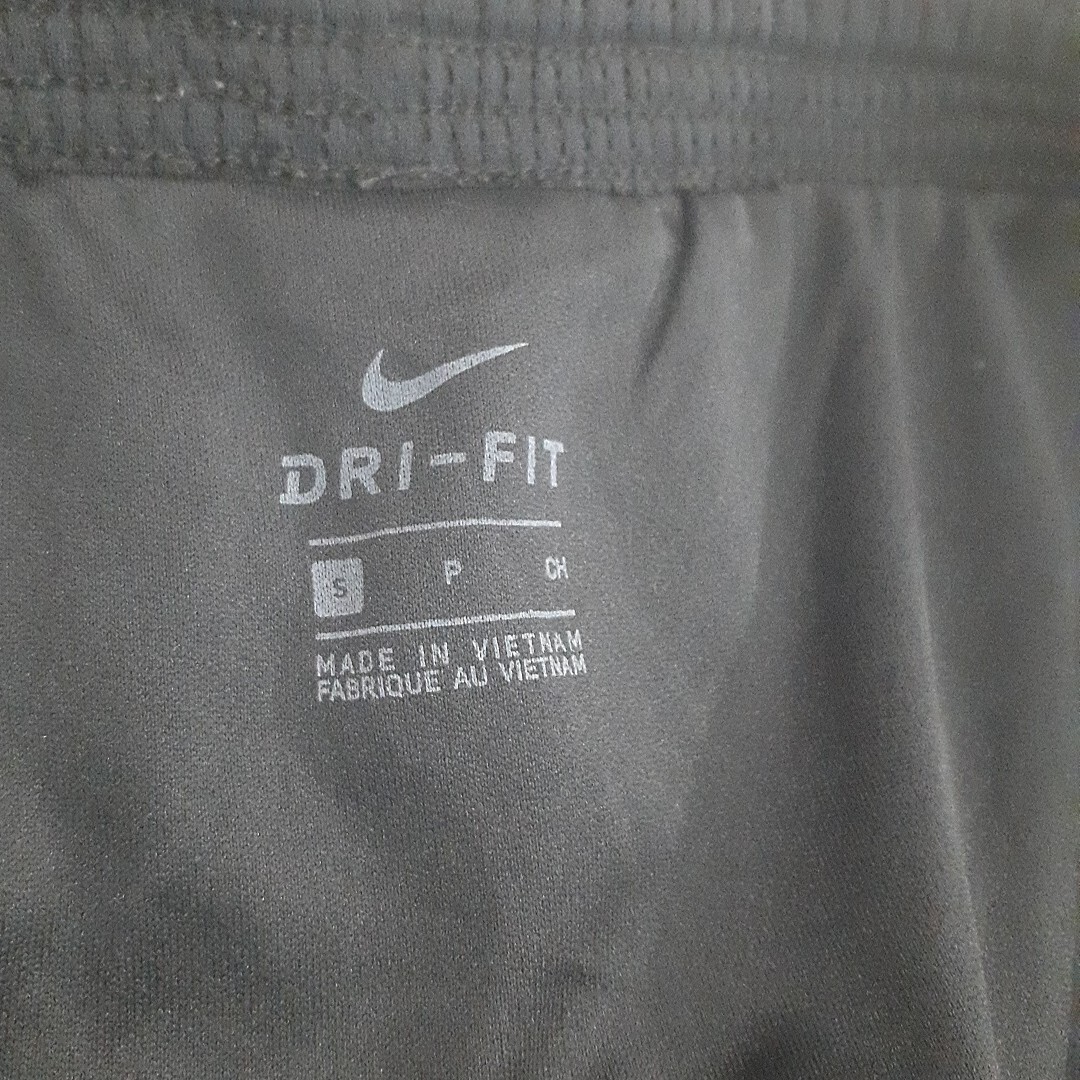 DRI-FIT
S P CH
MADE IN VIETNAM
FABRIQUE AU VIETNAM